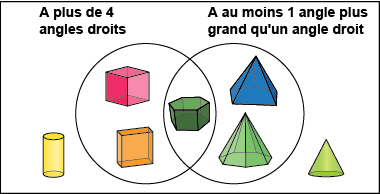 A plus de 4
angles droits
A au moins 1 angle plus
grand qu'un angle droit